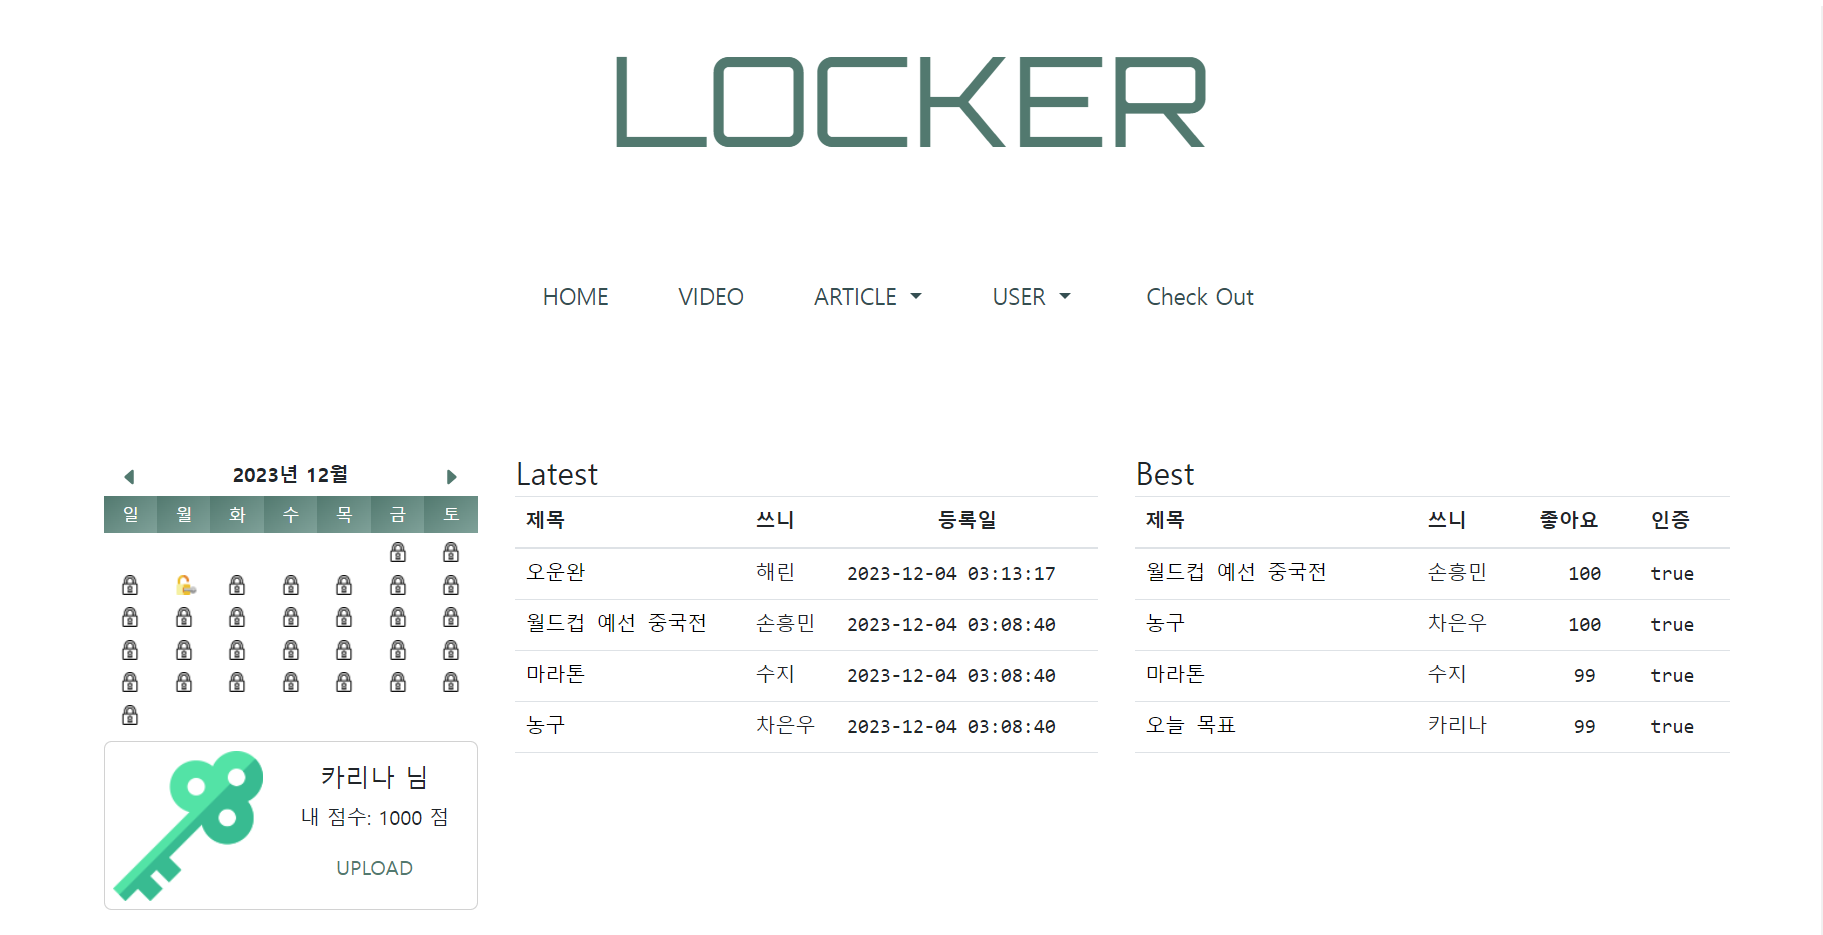 LOCKER
HOME VIDEO ARTICLE USER Check Out
2023년 12월
일 월 화 수 목 금 토
카리나 님
내 점수: 1000 점
UPLOAD
Latest
제목 쓰니 등록일
오운완 해린 2023-12-04 03:13:17
월드컵 예선 중국전 손흥민 2023-12-04 03:08:40
마라톤 수지 2023-12-04 03:08:40
농구 차은우 2023-12-04 03:08:40
Best
제목 쓰니 좋아요 인증
월드컵 예선 중국전 손흥민 100 true
농구 차은우 100 true
마라톤 수지 99 true
오늘 목표 카리나 99 true